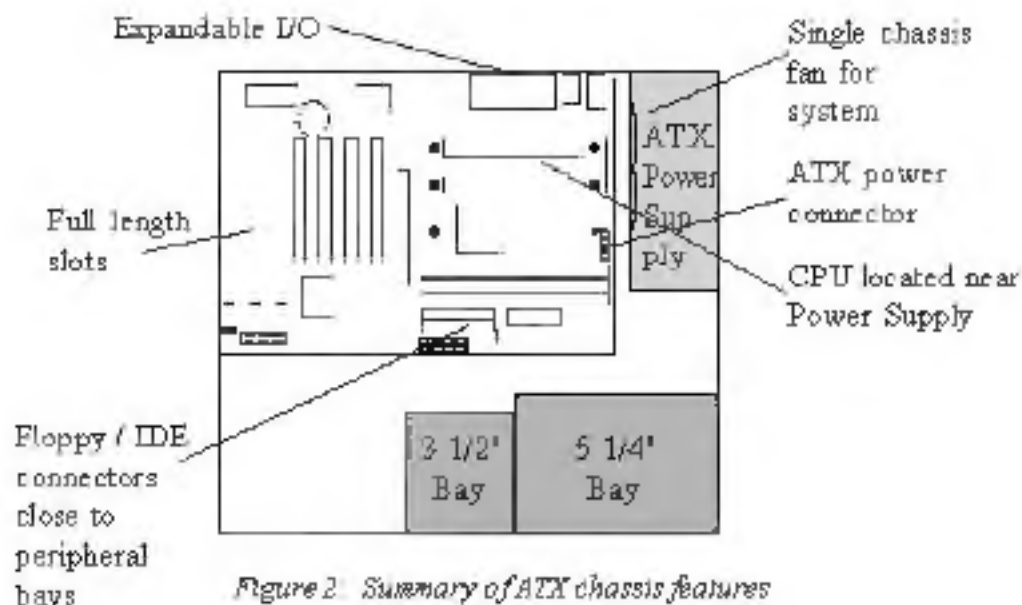 Expandable I/O
Single chassis
fan for
system
ATX
Power
Sup
ply
ATX power
connector
Full length
slots
CPU located near
Power Supply
Floppy / IDE
connectors
close to
peripheral
bays
3 1/2"
Bay
5 1/4"
Bay
Figure 2. Summary of ATX chassis features